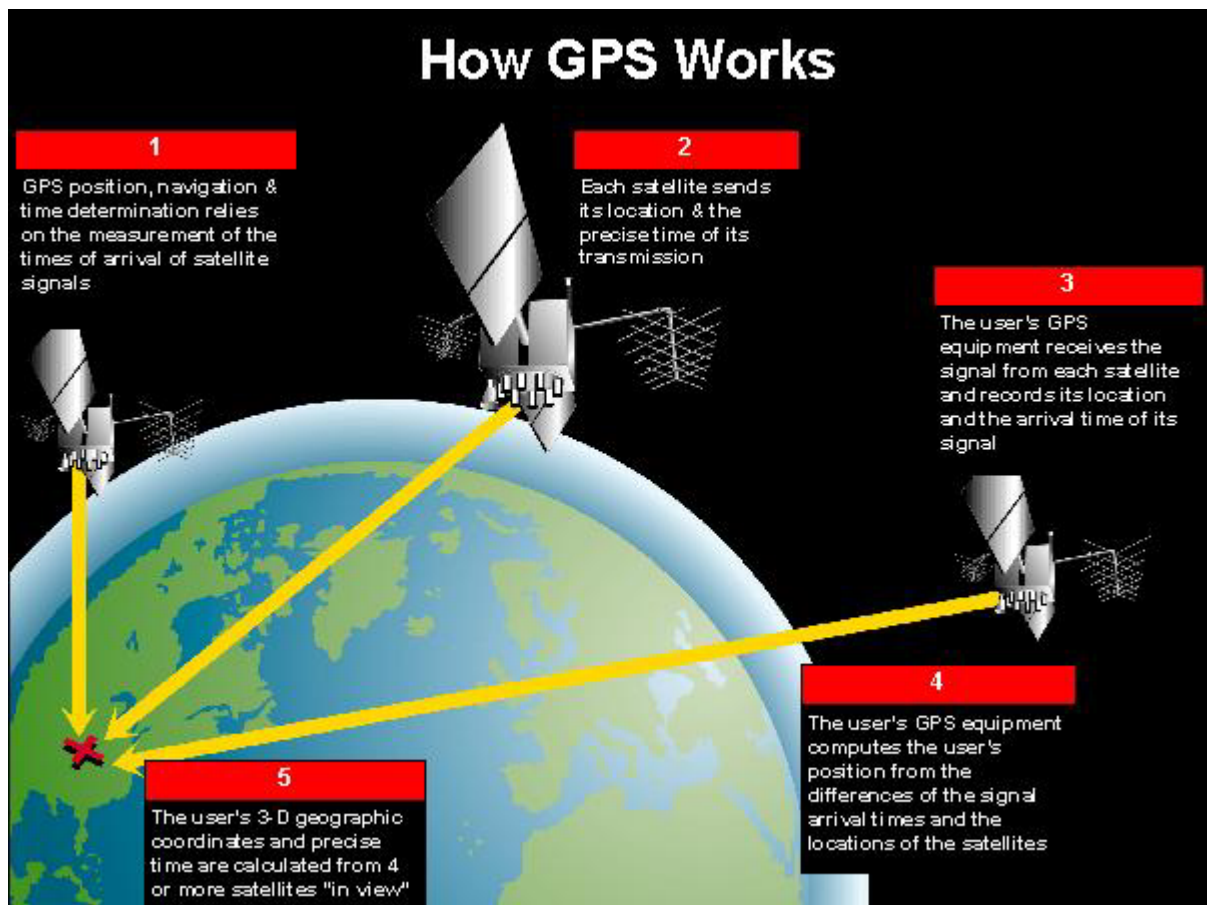 How GPS Works
1
GPS position, navigation &
time determination relies
on the measurement of the
times of arrival of satellite
signals
2
Each satellite sends
its location & the
precise time of its
transmission
3
The user's GPS
equipment receives the
signal from each satellite
and records its location
and the arrival time of its
signal
4
The user's GPS equipment
computes the user's
position from the
differences of the signal
arrival times and the
locations of the satellites
5
The user's 3-D geographic
coordinates and precise
time are calculated from 4
or more satellites "in view"